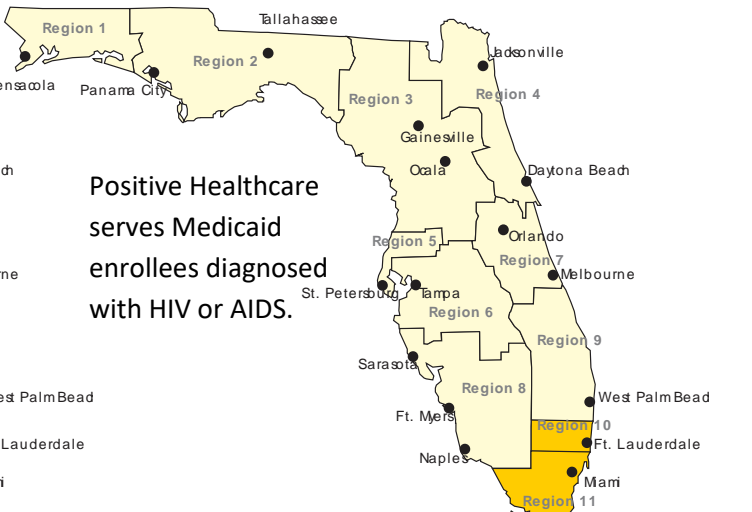 Tallahassee
Region 1
Jacksonville
Region 2
ensacola
Panama City
Region 3
Region 4
Gainesville
Ocala
ch
Daytona Beach
Positive Healthcare
serves Medicaid
enrollees diagnosed
with HIV or AIDS.
Orlando
Region 5
Region 7
ne
Melbourne
St. Petersburg
Tampa
Region 6
Region 9
Sarasota
Region 8
est Palm Beach
West Palm Beach
Ft. Myers
Region 10
Lauderdale
Ft. Lauderdale
Naples
i
Miami
Region 11